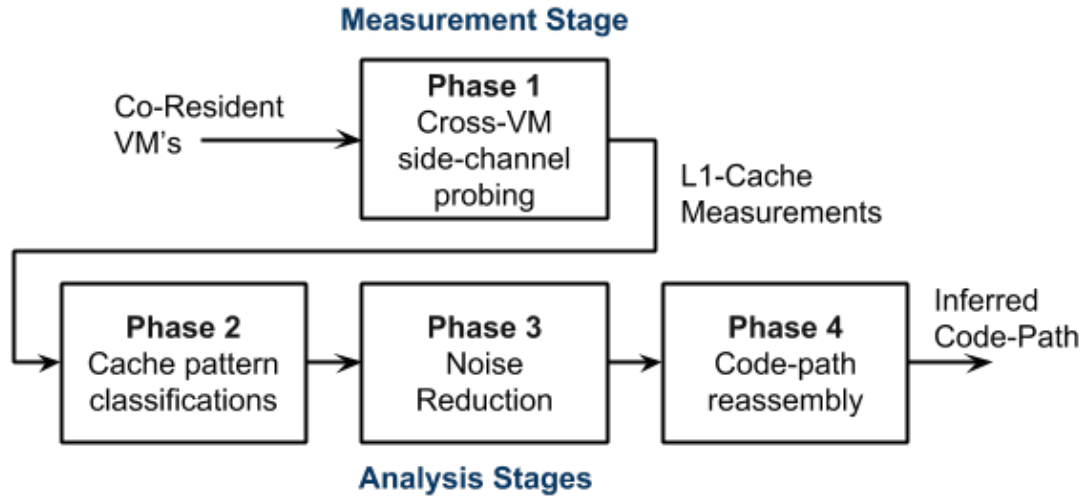 Measurement Stage
Co-Resident
VM's
Phase 1
Cross-VM
side-channel
probing
L1-Cache
Measurements
Phase 2
Cache pattern
classifications
Phase 3
Noise
Reduction
Phase 4
Code-path
reassembly
Inferred
Code-Path
Analysis Stages